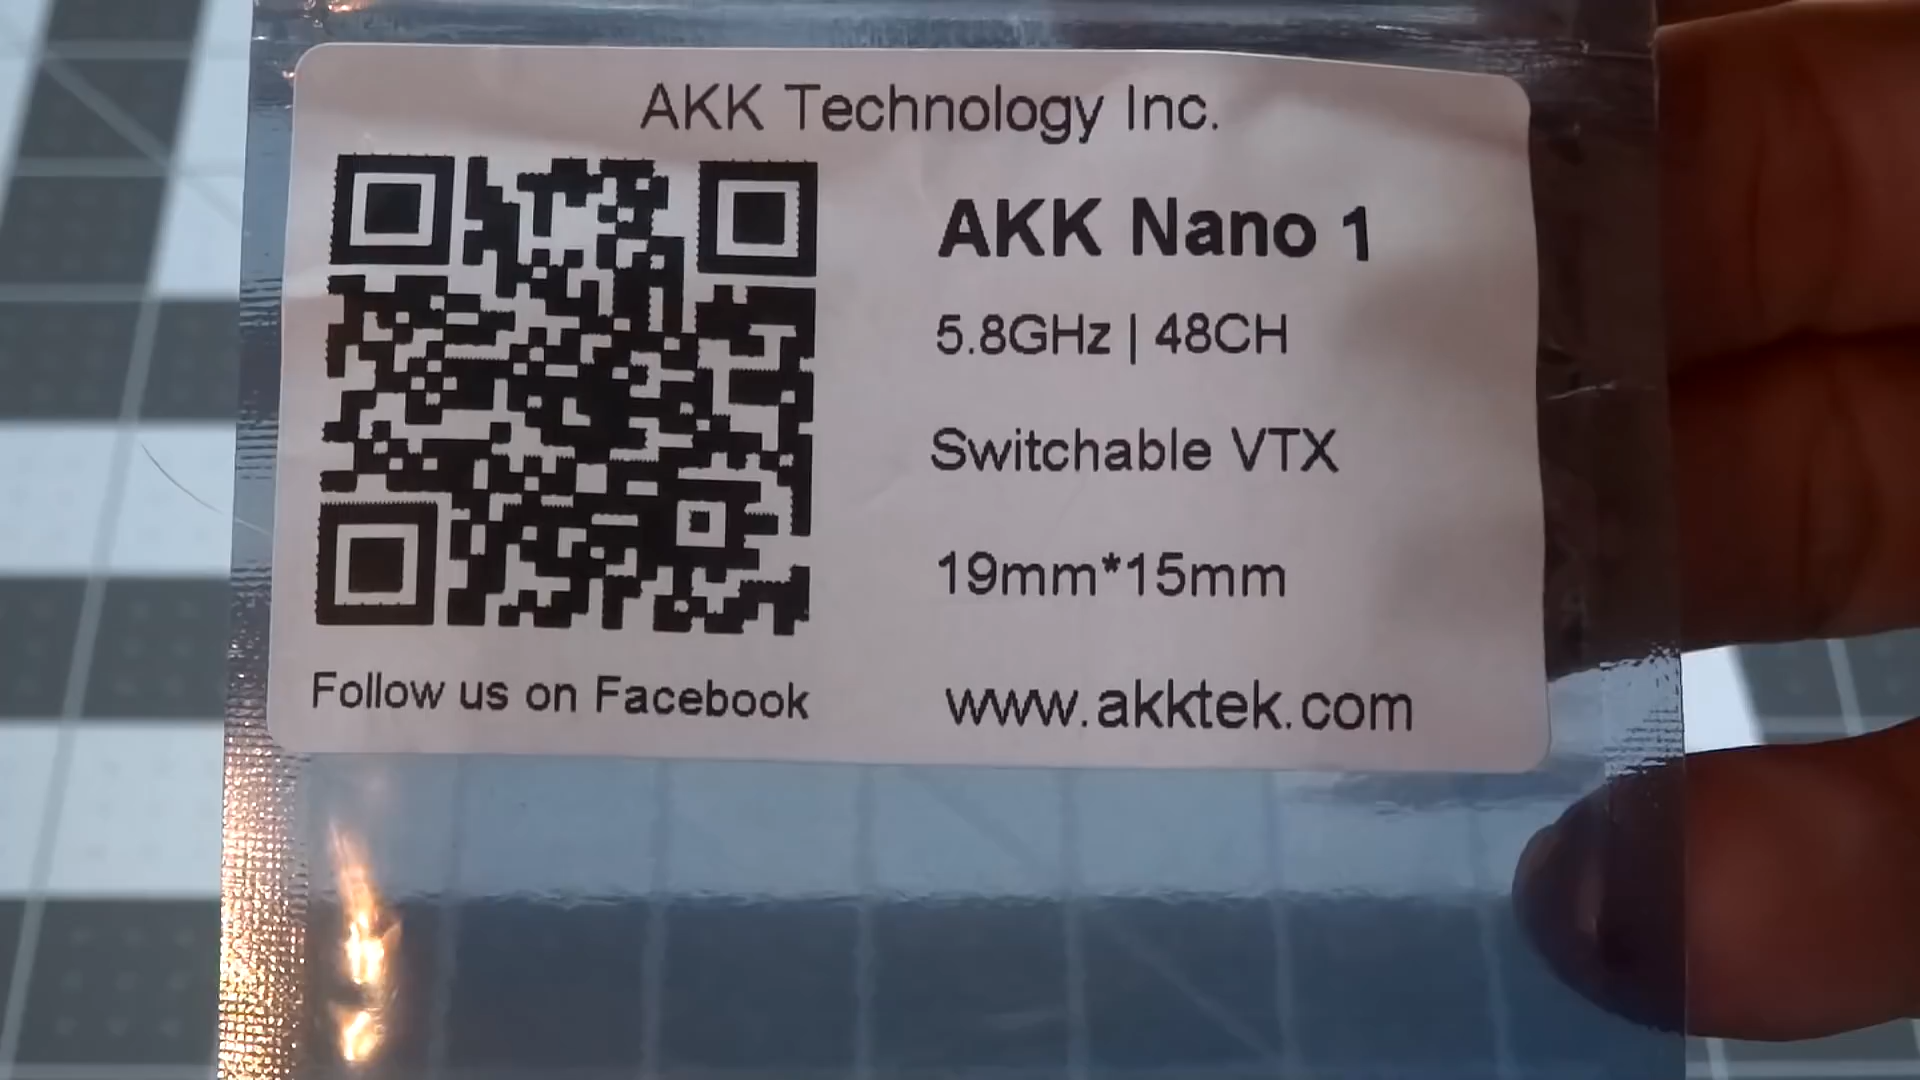 AKK Technology Inc.
AKK Nano 1
5.8GHz | 48CH
Switchable VTX
19mm*15mm
Follow us on Facebook
www.akktek.com